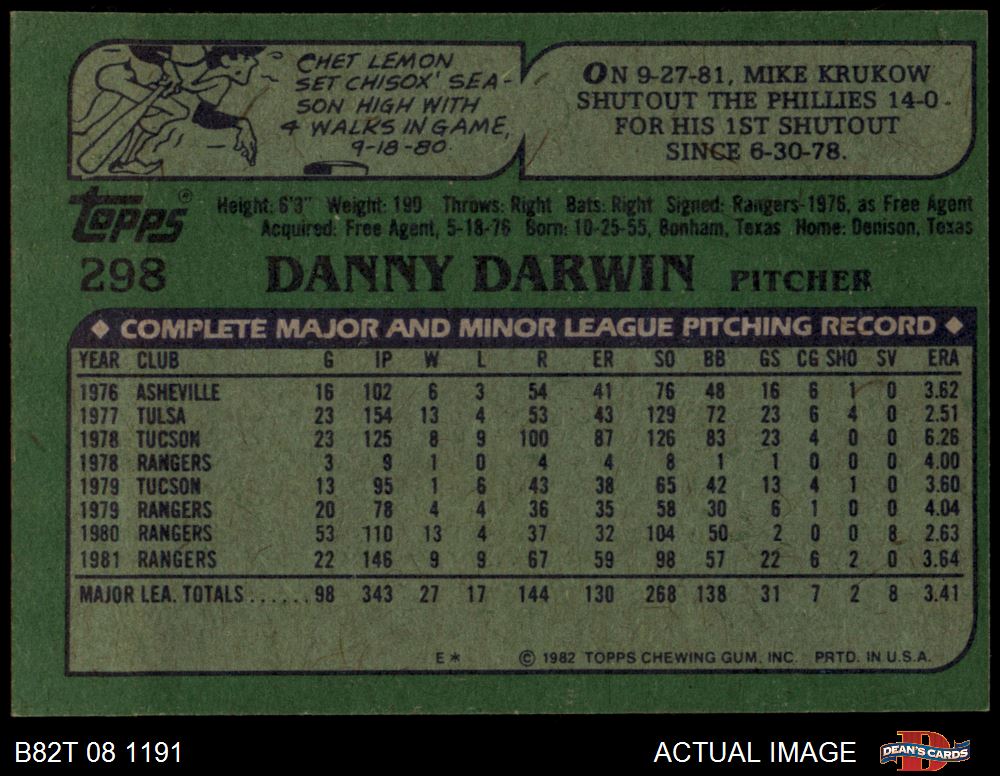 CHET LEMON
SET CHISOX' SEA-
SON HIGH WITH
4 WALKS IN GAME,
9-18-80.
ON 9-27-81, MIKE KRUKOW
SHUTOUT THE PHILLIES 14-0
FOR HIS 1ST SHUTOUT
SINCE 6-30-78.
TOPPS®
Height: 6'3" Weight: 190 Throws: Right Bats: Right Signed: Rangers-1976, as Free Agent
Acquired: Free Agent, 5-18-76 Born: 10-25-55, Bonham, Texas Home: Denison, Texas
298 DANNY DARWIN PITCHER
◆ COMPLETE MAJOR AND MINOR LEAGUE PITCHING RECORD ◆
YEAR CLUB G IP W L R ER SO BB GS CG SHO SV ERA
1976 ASHEVILLE 16 102 6 3 54 41 76 48 16 6 1 0 3.62
1977 TULSA 23 154 13 4 53 43 129 72 23 6 4 0 2.51
1978 TUCSON 23 125 8 9 100 87 126 83 23 4 0 0 6.26
1978 RANGERS 3 9 1 0 4 4 8 1 1 0 0 0 4.00
1979 TUCSON 13 95 1 6 43 38 65 42 13 4 1 0 3.60
1979 RANGERS 20 78 4 4 36 35 58 30 6 1 0 0 4.04
1980 RANGERS 53 110 13 4 37 32 104 50 2 0 0 8 2.63
1981 RANGERS 22 146 9 9 67 59 98 57 22 6 2 0 3.64
MAJOR LEA. TOTALS......98 343 27 17 144 130 268 138 31 7 2 8 3.41
E* © 1982 TOPPS CHEWING GUM, INC. PRTD. IN U.S.A.
B82T 08 1191 ACTUAL IMAGE D DEAN'S CARDS